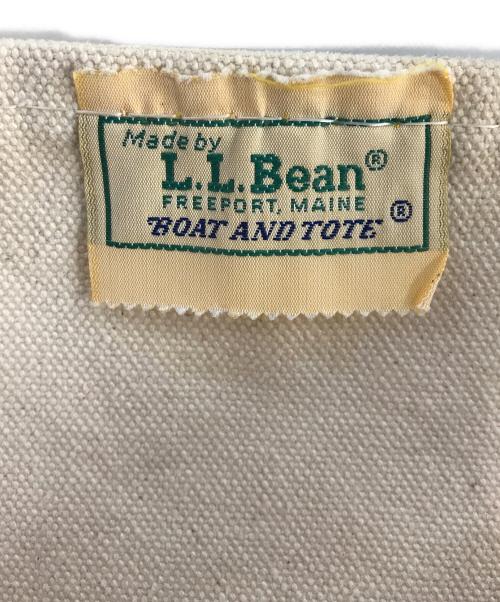 Made by
L.L.Bean®
FREEPORT, MAINE
BOAT AND TOTE®